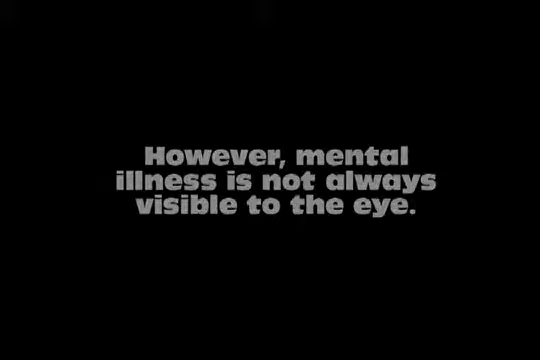 However, mental
illness is not always
visible to the eye.